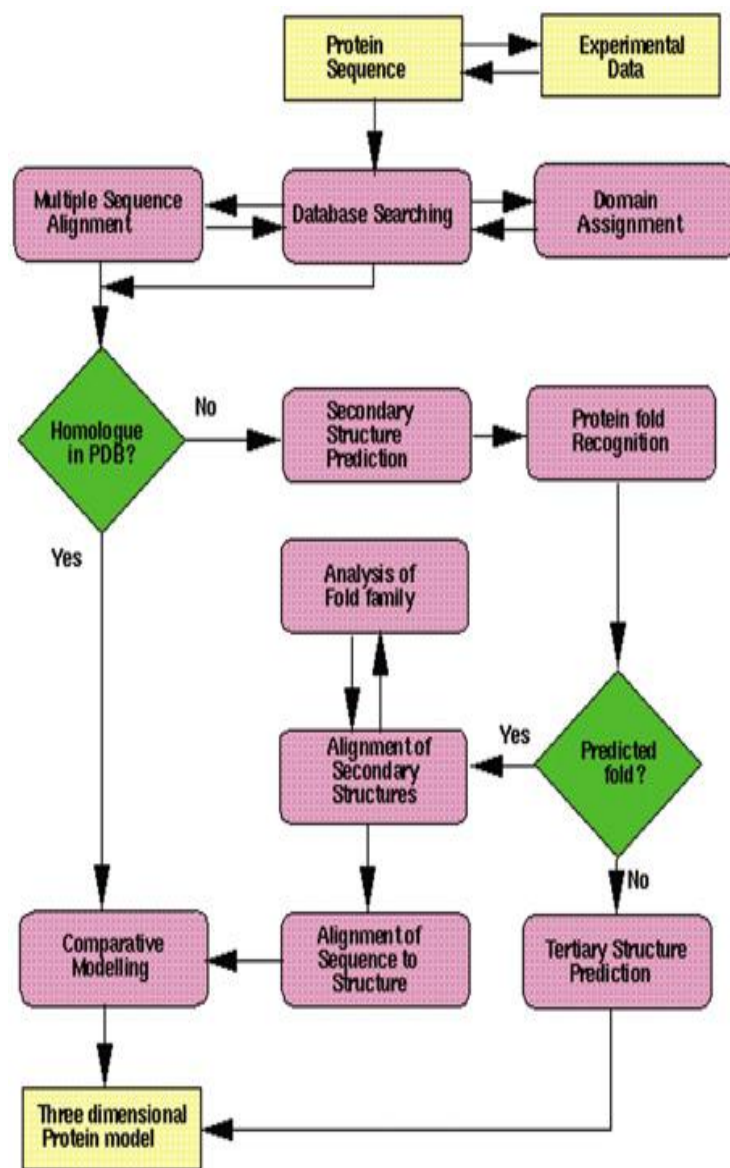 Protein
Sequence
Experimental
Data
Multiple Sequence
Alignment
Database Searching
Domain
Assignment
Homologue
in PDB?
No
Secondary
Structure
Prediction
Protein fold
Recognition
Yes
Analysis of
Fold family
Alignment of
Secondary
Structures
Yes
Predicted
fold?
No
Comparative
Modelling
Alignment of
Sequence to
Structure
Tertiary Structure
Prediction
Three dimensional
Protein model